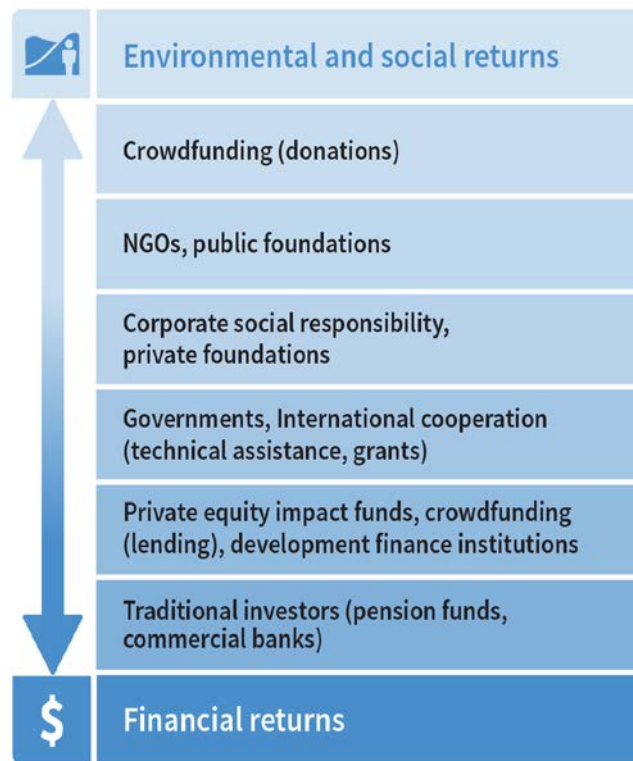 Environmental and social returns
Crowdfunding (donations)
NGOs, public foundations
Corporate social responsibility,
private foundations
Governments, International cooperation
(technical assistance, grants)
Private equity impact funds, crowdfunding
(lending), development finance institutions
Traditional investors (pension funds,
commercial banks)
$ Financial returns